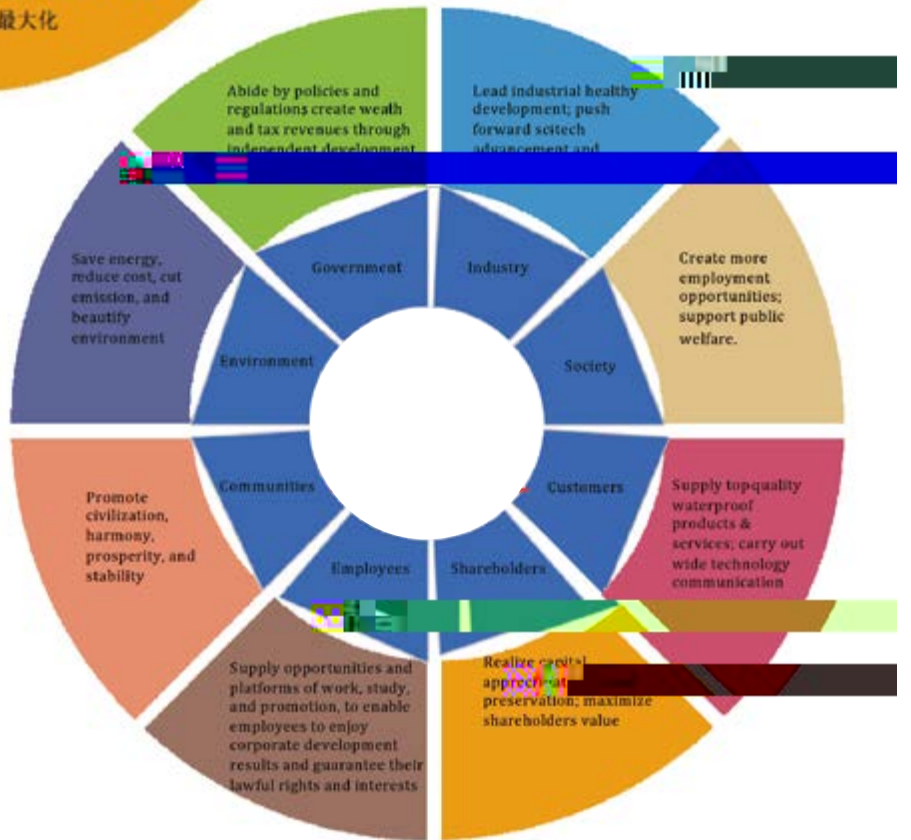 最大化
Abide by policies and
regulations create weath
and tax revenues through
independent development
Lead industrial healthy
development; push
forward scitech
advancement and
Save energy,
reduce cost, cut
emission, and
beautify
environment
Create more
employment
opportunities;
support public
welfare.
Government
Industry
Environment
Society
Communities
Customers
Employees
Shareholders
Promote
civilization,
harmony,
prosperity, and
stability
Supply topquality
waterproof
products &
services; carry out
wide technology
communication
Supply opportunities and
platforms of work, study,
and promotion, to enable
employees to enjoy
corporate development
results and guarantee their
lawful rights and interests
Realize capital
preservation; maximize
shareholders value